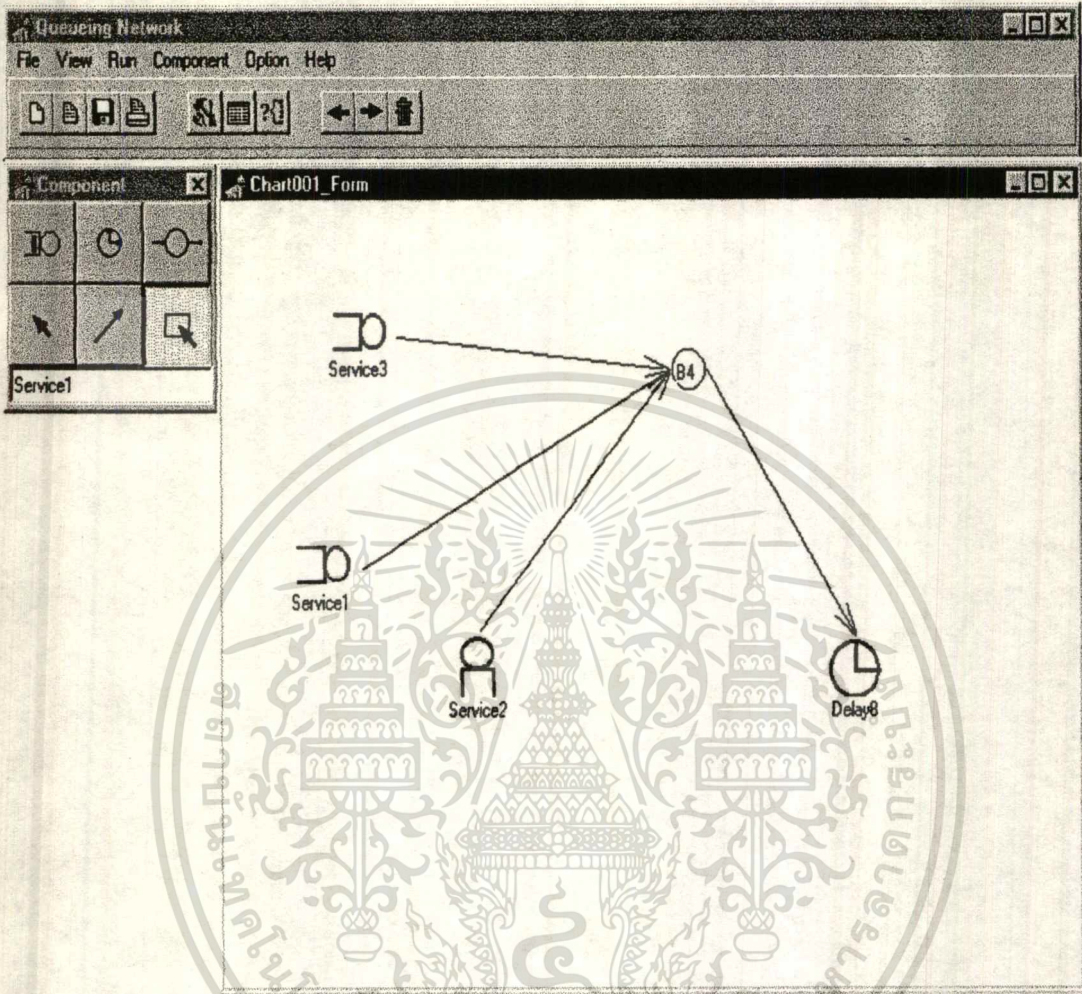 Queueing Network
File View Run Component Option Help
Component
Chart001_Form
Service1
Service3
B4
Service1
Service2
Delay8